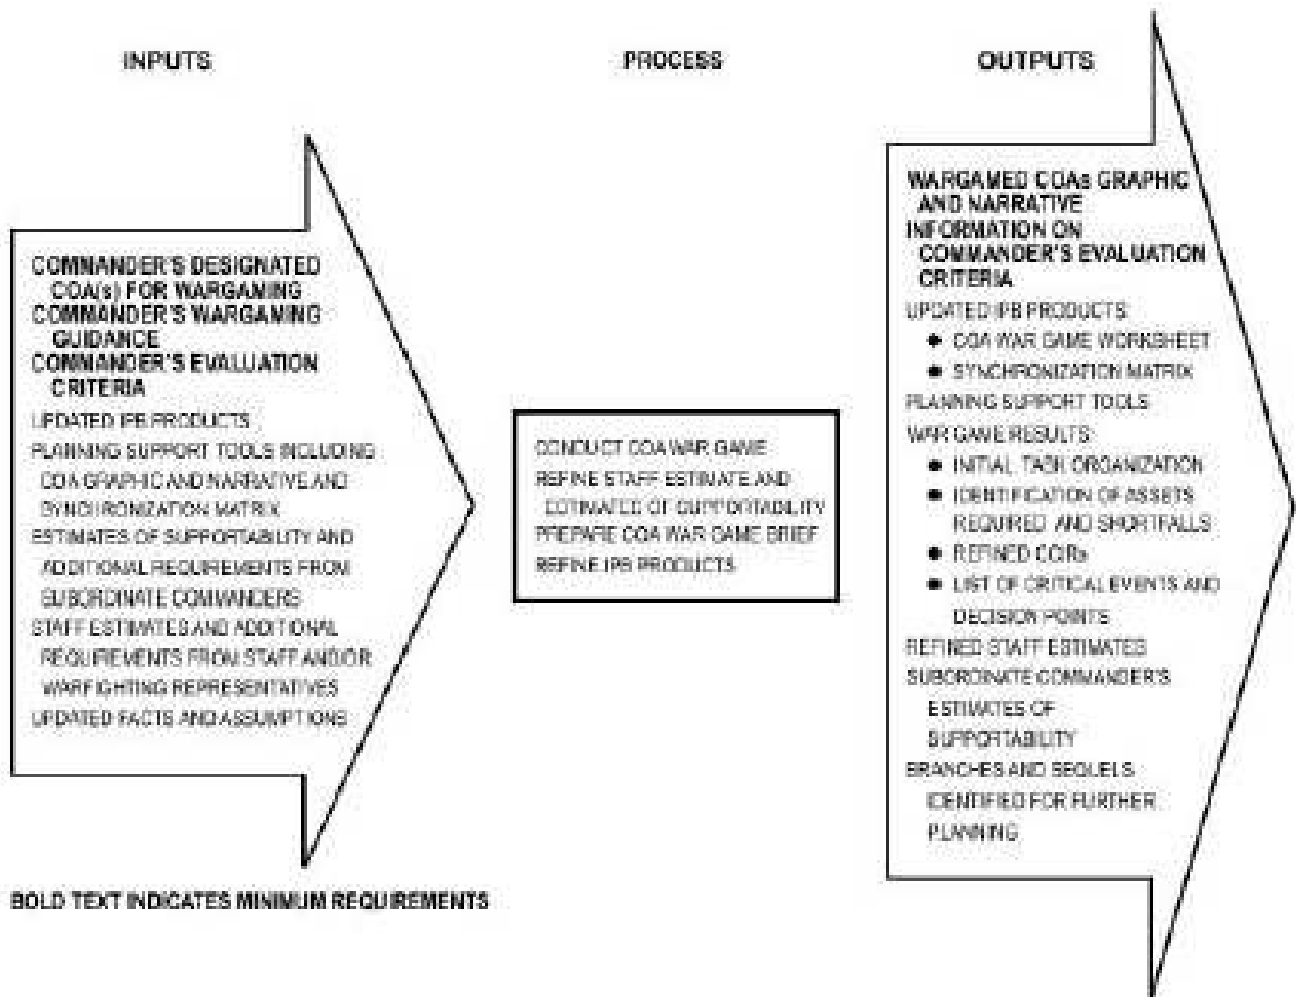 INPUTS
COMMANDER'S DESIGNATED
COA(s) FOR WARGAMING
COMMANDER'S WARGAMING
GUIDANCE
COMMANDER'S EVALUATION
CRITERIA
UPDATED IPB PRODUCTS
PLANNING SUPPORT TOOLS INCLUDING
COA GRAPHIC AND NARRATIVE AND
SYNCHRONIZATION MATRIX
ESTIMATES OF SUPPORTABILITY AND
ADDITIONAL REQUIREMENTS FROM
SUBORDINATE COMMANDERS
STAFF ESTIMATES AND ADDITIONAL
REQUIREMENTS FROM STAFF AND/OR
WARFIGHTING REPRESENTATIVES
UPDATED FACTS AND ASSUMPTIONS
PROCESS
CONDUCT COA WAR GAME
REFINE STAFF ESTIMATE AND
ESTIMATES OF SUPPORTABILITY
PREPARE COA WAR GAME BRIEF
REFINE IPB PRODUCTS
OUTPUTS
WARGAMED COAs GRAPHIC
AND NARRATIVE
INFORMATION ON
COMMANDER'S EVALUATION
CRITERIA
UPDATED IPB PRODUCTS
● COA WAR GAME WORKSHEET
● SYNCHRONIZATION MATRIX
PLANNING SUPPORT TOOLS
WAR GAME RESULTS:
● INITIAL TASK ORGANIZATION
● IDENTIFICATION OF ASSETS
REQUIRED AND SHORTFALLS
● REFINED CCIRs
● LIST OF CRITICAL EVENTS AND
DECISION POINTS
REFINED STAFF ESTIMATES
SUBORDINATE COMMANDER'S
ESTIMATES OF
SUPPORTABILITY
BRANCHES AND SEQUELS
IDENTIFIED FOR FURTHER
PLANNING
BOLD TEXT INDICATES MINIMUM REQUIREMENTS